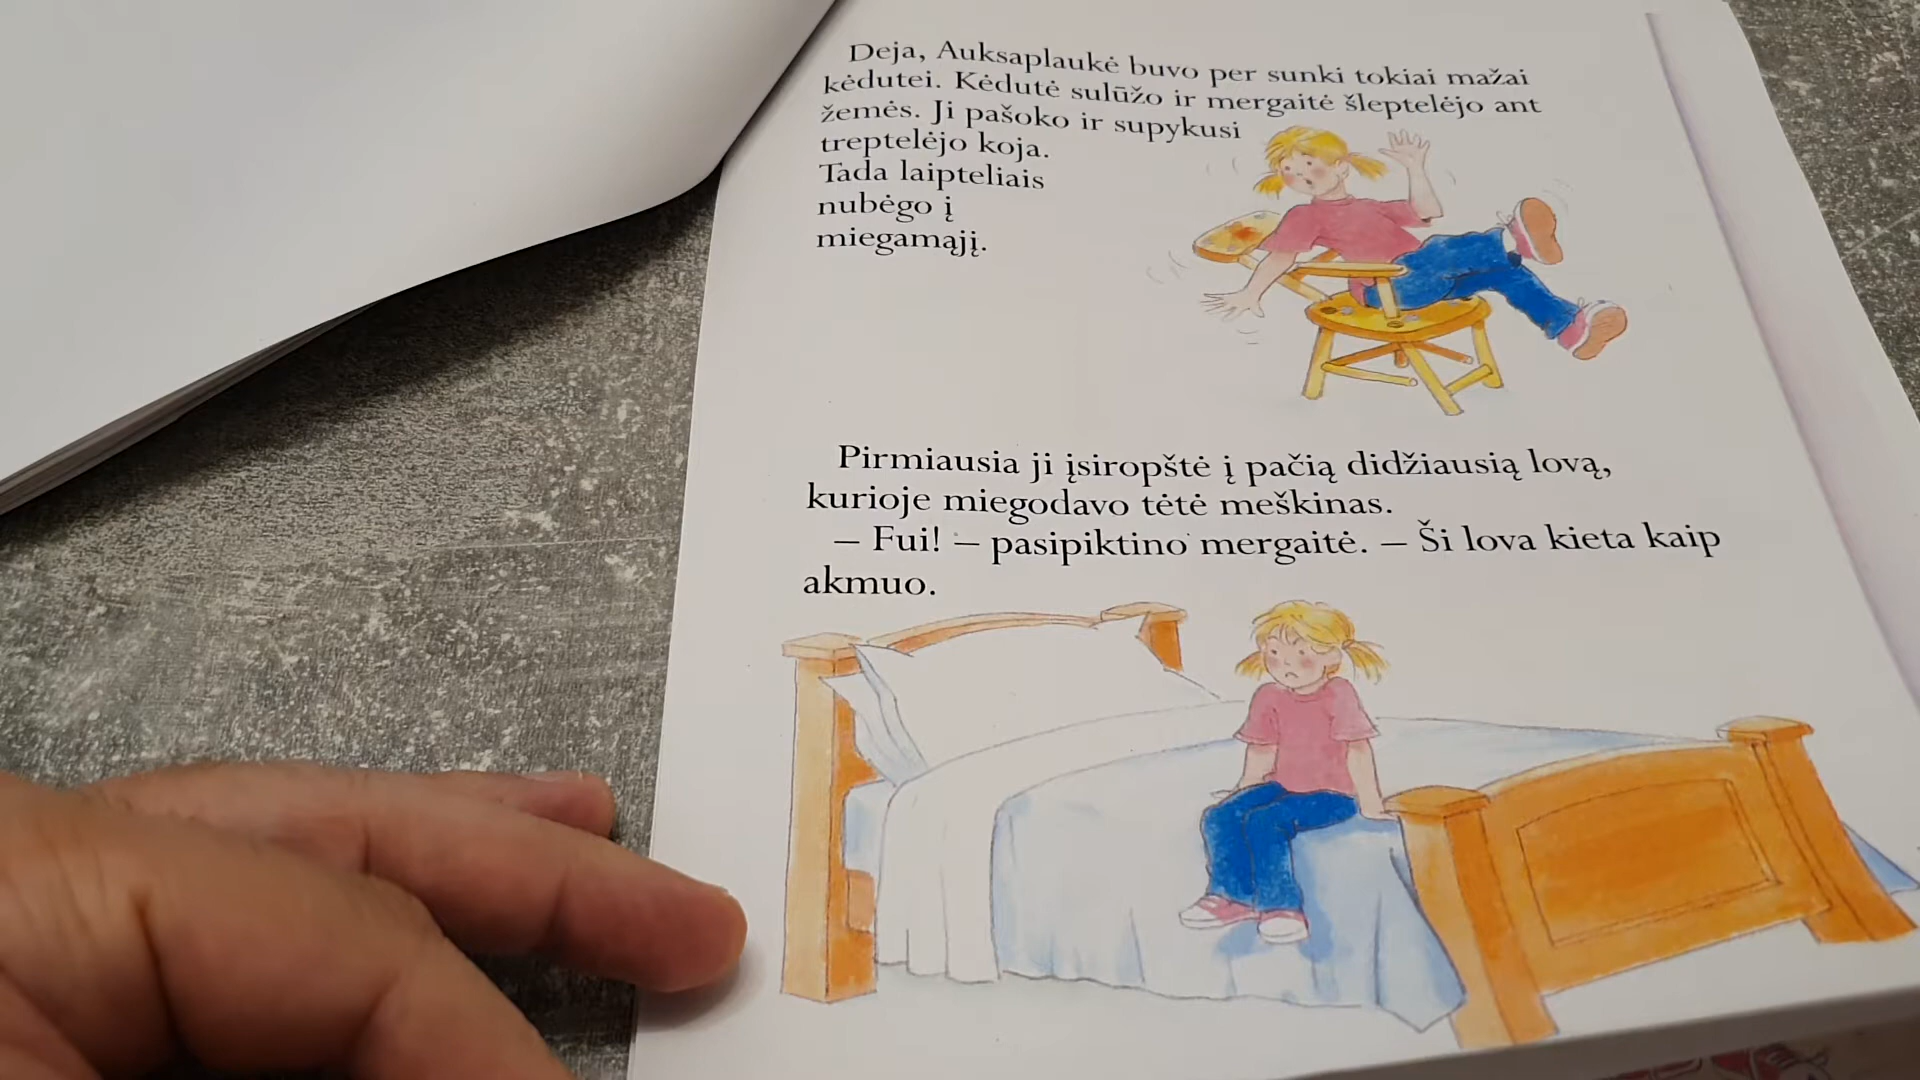 Deja, Auksaplaukė buvo per sunki tokiai mažai
kėdutei. Kėdutė sulūžo ir mergaitė šleptelėjo ant
žemės. Ji pašoko ir supykusi
treptelėjo koja.
Tada laipteliais
nubėgo į
miegamąjį.
Pirmiausia ji įsiropštė į pačią didžiausią lovą,
kurioje miegodavo tėtė meškinas.
– Fui! – pasipiktino mergaitė. – Ši lova kieta kaip
akmuo.